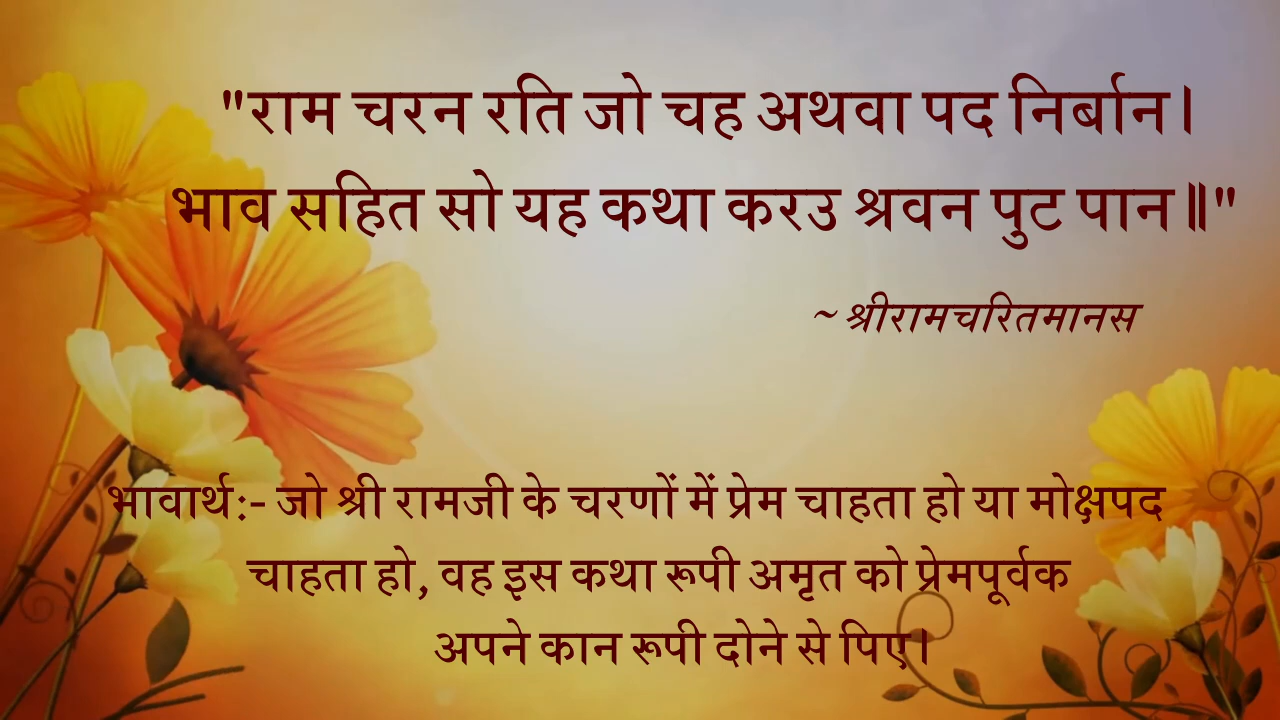 "राम चरन रति जो चह अथवा पद निर्बान।
भाव सहित सो यह कथा करउ श्रवन पुट पान॥"
~ श्रीरामचरितमानस
भावार्थ:- जो श्री रामजी के चरणों में प्रेम चाहता हो या मोक्षपद
चाहता हो, वह इस कथा रूपी अमृत को प्रेमपूर्वक
अपने कान रूपी दोने से पिए।